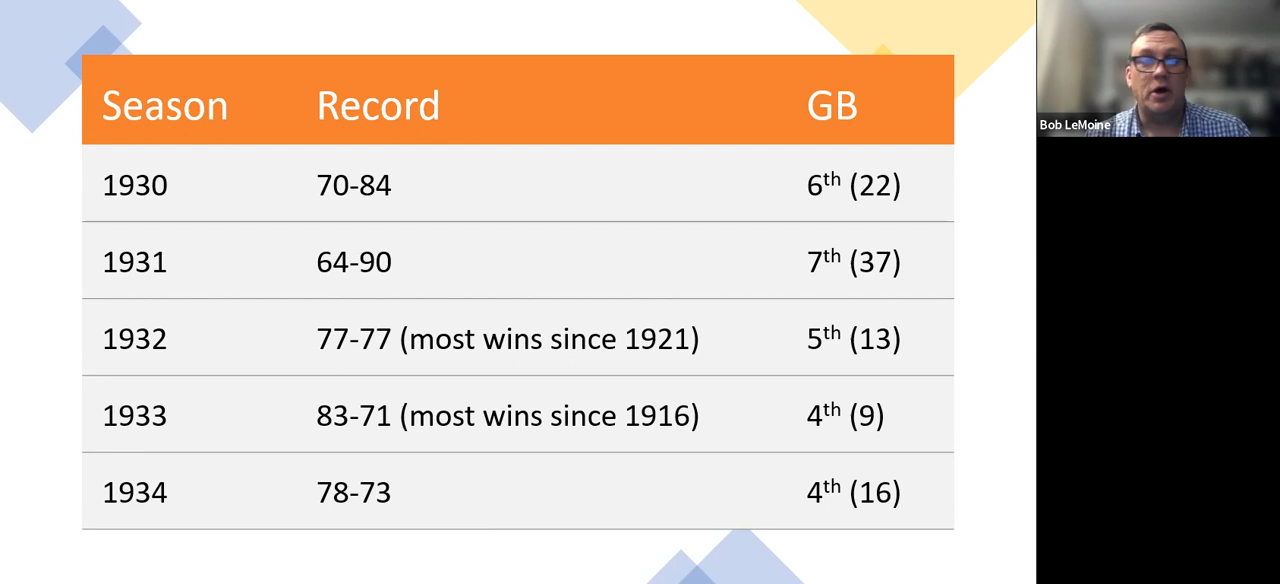 Season Record GB
1930 70-84 6th (22)
1931 64-90 7th (37)
1932 77-77 (most wins since 1921) 5th (13)
1933 83-71 (most wins since 1916) 4th (9)
1934 78-73 4th (16)
Bob LeMoine